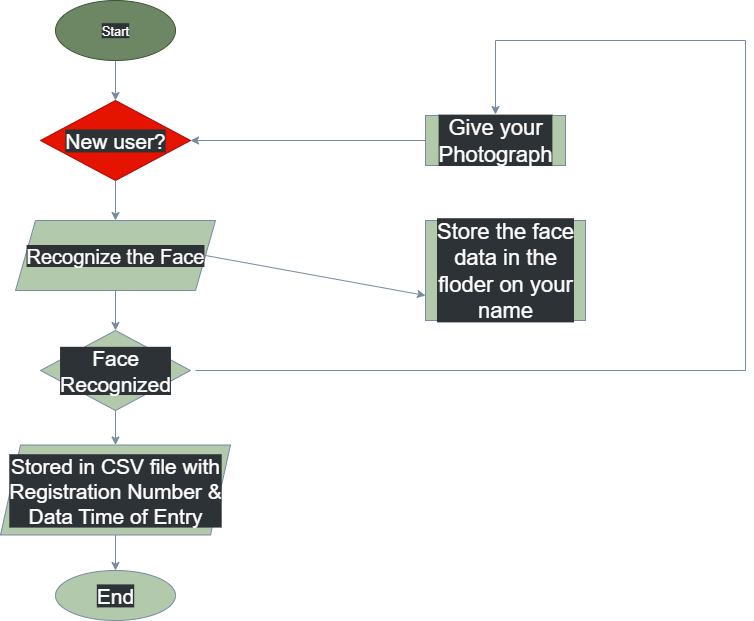 Start
New user?
Give your
Photograph
Recognize the Face
Store the face
data in the
floder on your
name
Face
Recognized
Stored in CSV file with
Registration Number &
Data Time of Entry
End